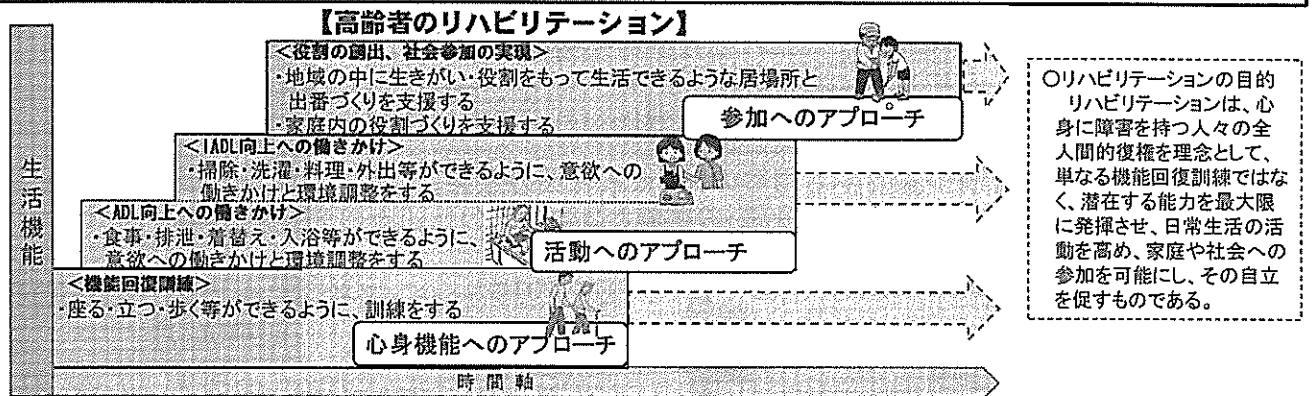 【高齢者のリハビリテーション】
<役割の創出、社会参加の実現>
・地域の中に生きがい・役割をもって生活できるような居場所と
出番づくりを支援する
・家庭内の役割づくりを支援する
参加へのアプローチ
<IADL向上への働きかけ>
・掃除・洗濯・料理・外出等ができるように、意欲への
働きかけと環境調整をする
<ADL向上への働きかけ>
・食事・排泄・着替え・入浴等ができるように、
意欲への働きかけと環境調整をする
活動へのアプローチ
<機能回復訓練>
・座る・立つ・歩く等ができるように、訓練をする
心身機能へのアプローチ
生活機能
時間軸
○リハビリテーションの目的
リハビリテーションは、心
身に障害を持つ人々の全
人間的復権を理念として、
単なる機能回復訓練ではな
く、潜在する能力を最大限
に発揮させ、日常生活の活
動を高め、家庭や社会への
参加を可能にし、その自立
を促すものである。